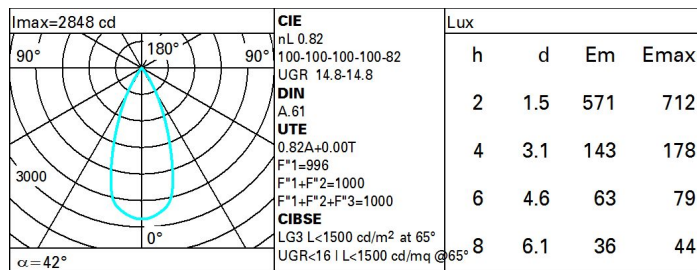 Imax=2848 cd
90° 180° 90°
3000
0°
α=42°
CIE
nL 0.82
100-100-100-100-82
UGR 14.8-14.8
DIN
A.61
UTE
0.82A+0.00T
F"1=996
F"1+F"2=1000
F"1+F"2+F"3=1000
CIBSE
LG3 L<1500 cd/m² at 65°
UGR<16 | L<1500 cd/mq @65°
Lux
h d Em Emax
2 1.5 571 712
4 3.1 143 178
6 4.6 63 79
8 6.1 36 44